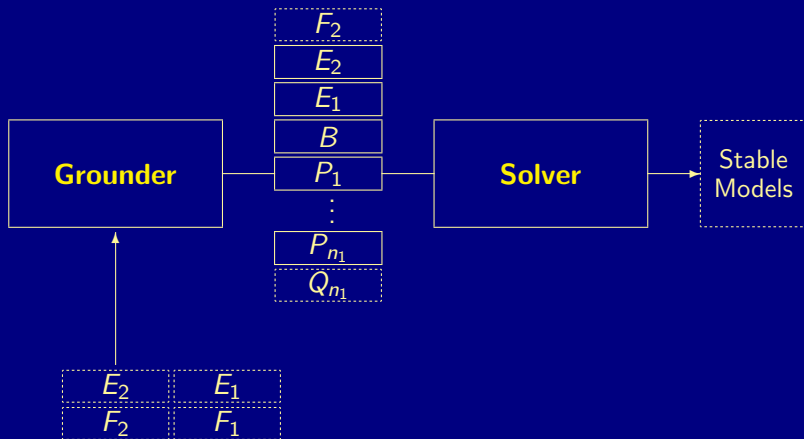 F₂
E₂
E₁
B
Grounder
P₁
Solver
Stable
Models
⋮
Pₙ₁
Qₙ₁
E₂ E₁
F₂ F₁